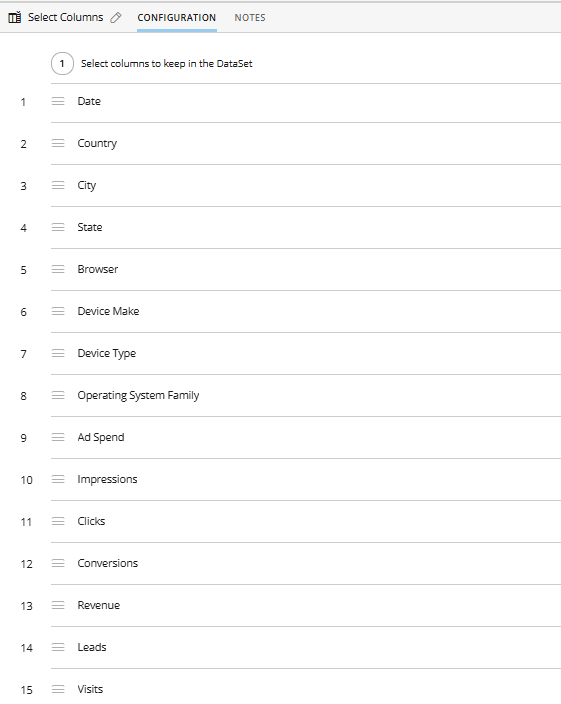 Select Columns CONFIGURATION NOTES
1 Select columns to keep in the DataSet
1 Date
2 Country
3 City
4 State
5 Browser
6 Device Make
7 Device Type
8 Operating System Family
9 Ad Spend
10 Impressions
11 Clicks
12 Conversions
13 Revenue
14 Leads
15 Visits